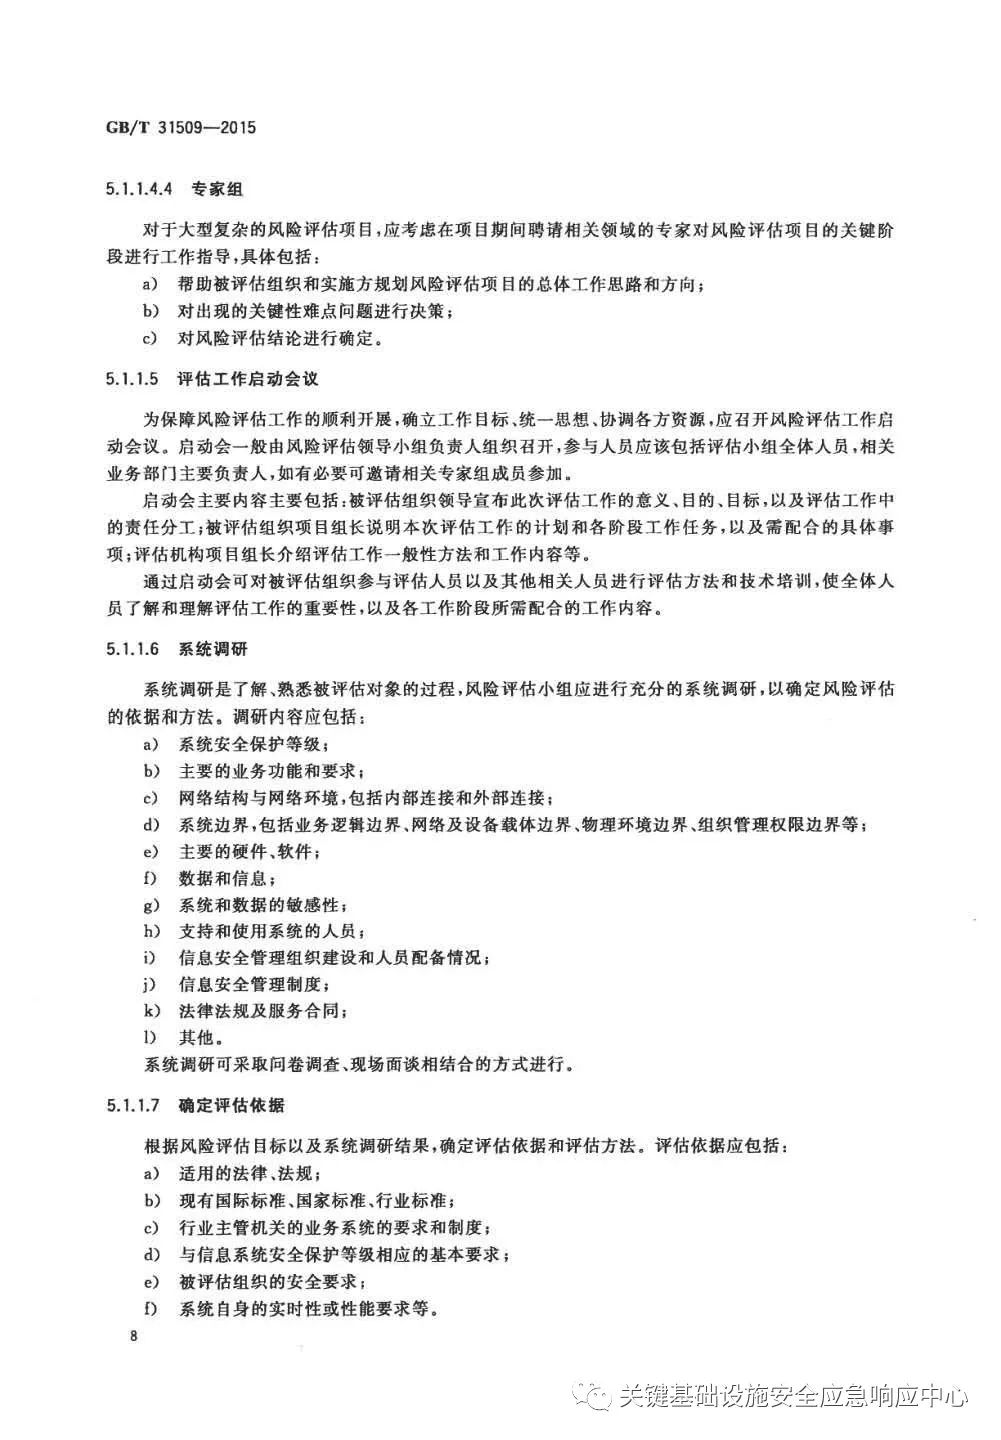 GB/T 31509—2015
5.1.1.4.4 专家组
对于大型复杂的风险评估项目,应考虑在项目期间聘请相关领域的专家对风险评估项目的关键阶
段进行工作指导,具体包括:
a) 帮助被评估组织和实施方规划风险评估项目的总体工作思路和方向;
b) 对出现的关键性难点问题进行决策;
c) 对风险评估结论进行确定。
5.1.1.5 评估工作启动会议
为保障风险评估工作的顺利开展,确立工作目标、统一思想、协调各方资源,应召开风险评估工作启
动会议。启动会一般由风险评估领导小组负责人组织召开,参与人员应该包括评估小组全体人员,相关
业务部门主要负责人,如有必要可邀请相关专家组成员参加。
启动会主要内容主要包括:被评估组织领导宣布此次评估工作的意义、目的、目标,以及评估工作中
的责任分工;被评估组织项目组长说明本次评估工作的计划和各阶段工作任务,以及需配合的具体事
项;评估机构项目组长介绍评估工作一般性方法和工作内容等。
通过启动会可对被评估组织参与评估人员以及其他相关人员进行评估方法和技术培训,使全体人
员了解和理解评估工作的重要性,以及各工作阶段所需配合的工作内容。
5.1.1.6 系统调研
系统调研是了解、熟悉被评估对象的过程,风险评估小组应进行充分的系统调研,以确定风险评估
的依据和方法。调研内容应包括:
a) 系统安全保护等级;
b) 主要的业务功能和要求;
c) 网络结构与网络环境,包括内部连接和外部连接;
d) 系统边界,包括业务逻辑边界、网络及设备载体边界、物理环境边界、组织管理权限边界等;
e) 主要的硬件、软件;
f) 数据和信息;
g) 系统和数据的敏感性;
h) 支持和使用系统的人员;
i) 信息安全管理组织建设和人员配备情况;
j) 信息安全管理制度;
k) 法律法规及服务合同;
l) 其他。
系统调研可采取问卷调查、现场面谈相结合的方式进行。
5.1.1.7 确定评估依据
根据风险评估目标以及系统调研结果,确定评估依据和评估方法。评估依据应包括:
a) 适用的法律、法规;
b) 现有国际标准、国家标准、行业标准;
c) 行业主管机关的业务系统的要求和制度;
d) 与信息系统安全保护等级相应的基本要求;
e) 被评估组织的安全要求;
f) 系统自身的实时性或性能要求等。
8
关键基础设施安全应急响应中心